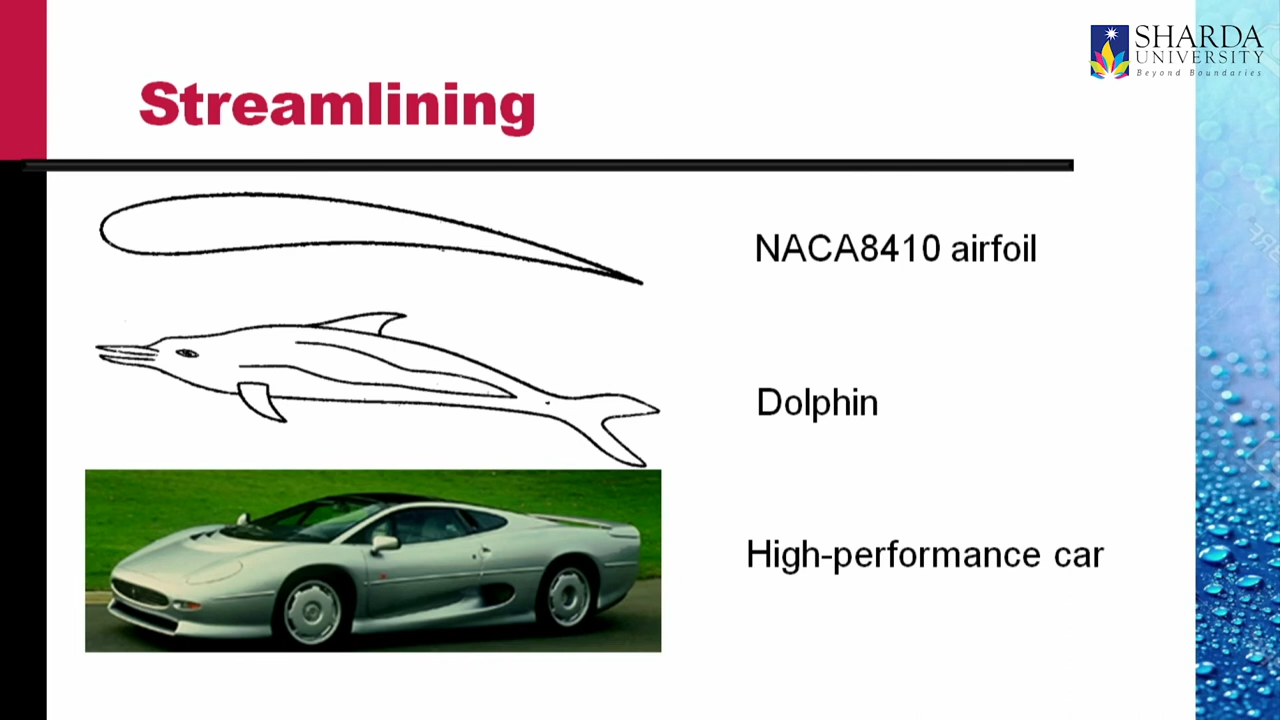 SHARDA
UNIVERSITY
Beyond Boundaries
Streamlining
NACA8410 airfoil
Dolphin
High-performance car